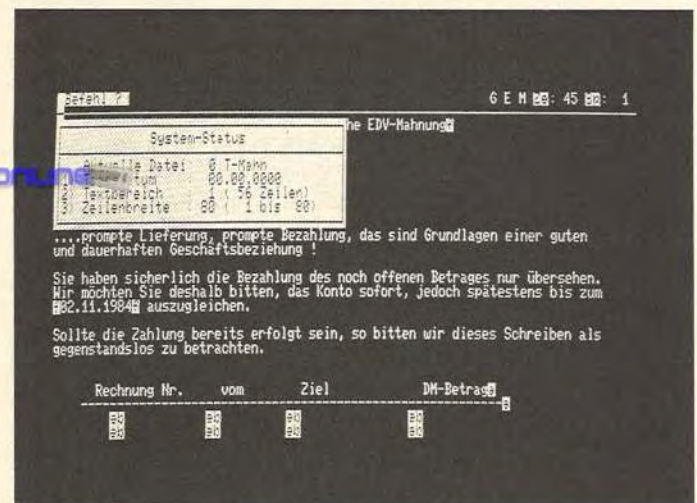 Befehl ?
G E M Ze: 45 Sp: 1
he EDV-Mahnung
System-Status
Aktuelle Datei 0 T-Mahn
00.00.0000
2) Textbereich 1 ( 56 Zeilen)
3) Zeilenbreite 80 ( 1 bis 80)
....prompte Lieferung, prompte Bezahlung, das sind Grundlagen einer guten
und dauerhaften Geschäftsbeziehung !
Sie haben sicherlich die Bezahlung des noch offenen Betrages nur übersehen.
Wir möchten Sie deshalb bitten, das Konto sofort, jedoch spätestens bis zum
02.11.1984 auszugleichen.
Sollte die Zahlung bereits erfolgt sein, so bitten wir dieses Schreiben als
gegenstandslos zu betrachten.
Rechnung Nr. vom Ziel DM-Betrag